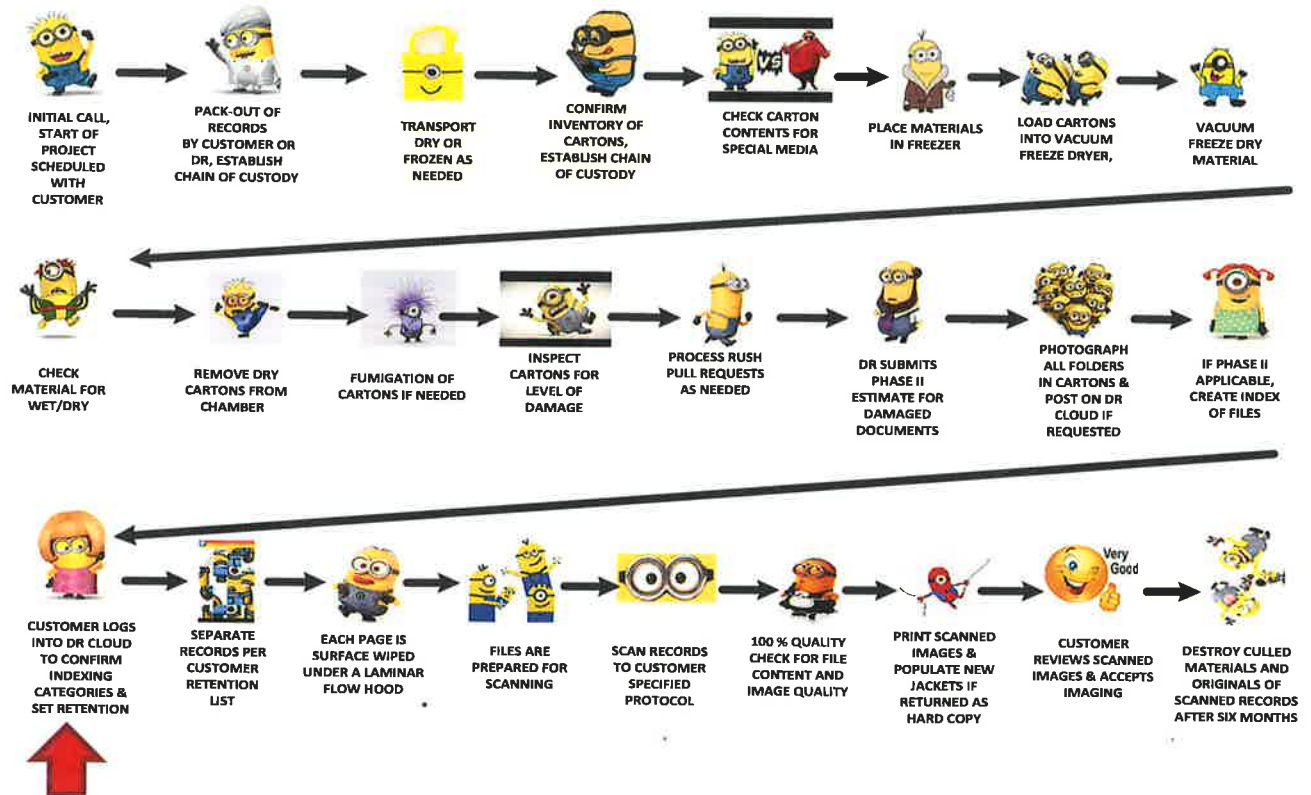 VS
INITIAL CALL,
START OF
PROJECT
SCHEDULED
WITH
CUSTOMER
PACK-OUT OF
RECORDS
BY CUSTOMER OR
DR, ESTABLISH
CHAIN OF CUSTODY
TRANSPORT
DRY OR
FROZEN AS
NEEDED
CONFIRM
INVENTORY OF
CARTONS,
ESTABLISH CHAIN
OF CUSTODY
CHECK CARTON
CONTENTS FOR
SPECIAL MEDIA
PLACE MATERIALS
IN FREEZER
LOAD CARTONS
INTO VACUUM
FREEZE DRYER,
VACUUM
FREEZE DRY
MATERIAL
CHECK
MATERIAL FOR
WET/DRY
REMOVE DRY
CARTONS FROM
CHAMBER
FUMIGATION OF
CARTONS IF NEEDED
INSPECT
CARTONS FOR
LEVEL OF
DAMAGE
PROCESS RUSH
PULL REQUESTS
AS NEEDED
DR SUBMITS
PHASE II
ESTIMATE FOR
DAMAGED
DOCUMENTS
PHOTOGRAPH
ALL FOLDERS
IN CARTONS &
POST ON DR
CLOUD IF
REQUESTED
IF PHASE II
APPLICABLE,
CREATE INDEX
OF FILES
CUSTOMER LOGS
INTO DR CLOUD
TO CONFIRM
INDEXING
CATEGORIES &
SET RETENTION
SEPARATE
RECORDS PER
CUSTOMER
RETENTION
LIST
EACH PAGE IS
SURFACE WIPED
UNDER A LAMINAR
FLOW HOOD
FILES ARE
PREPARED FOR
SCANNING
SCAN RECORDS
TO CUSTOMER
SPECIFIED
PROTOCOL
100 % QUALITY
CHECK FOR FILE
CONTENT AND
IMAGE QUALITY
PRINT SCANNED
IMAGES &
POPULATE NEW
JACKETS IF
RETURNED AS
HARD COPY
Very
Good
CUSTOMER
REVIEWS SCANNED
IMAGES & ACCEPTS
IMAGING
DESTROY CULLED
MATERIALS AND
ORIGINALS OF
SCANNED RECORDS
AFTER SIX MONTHS